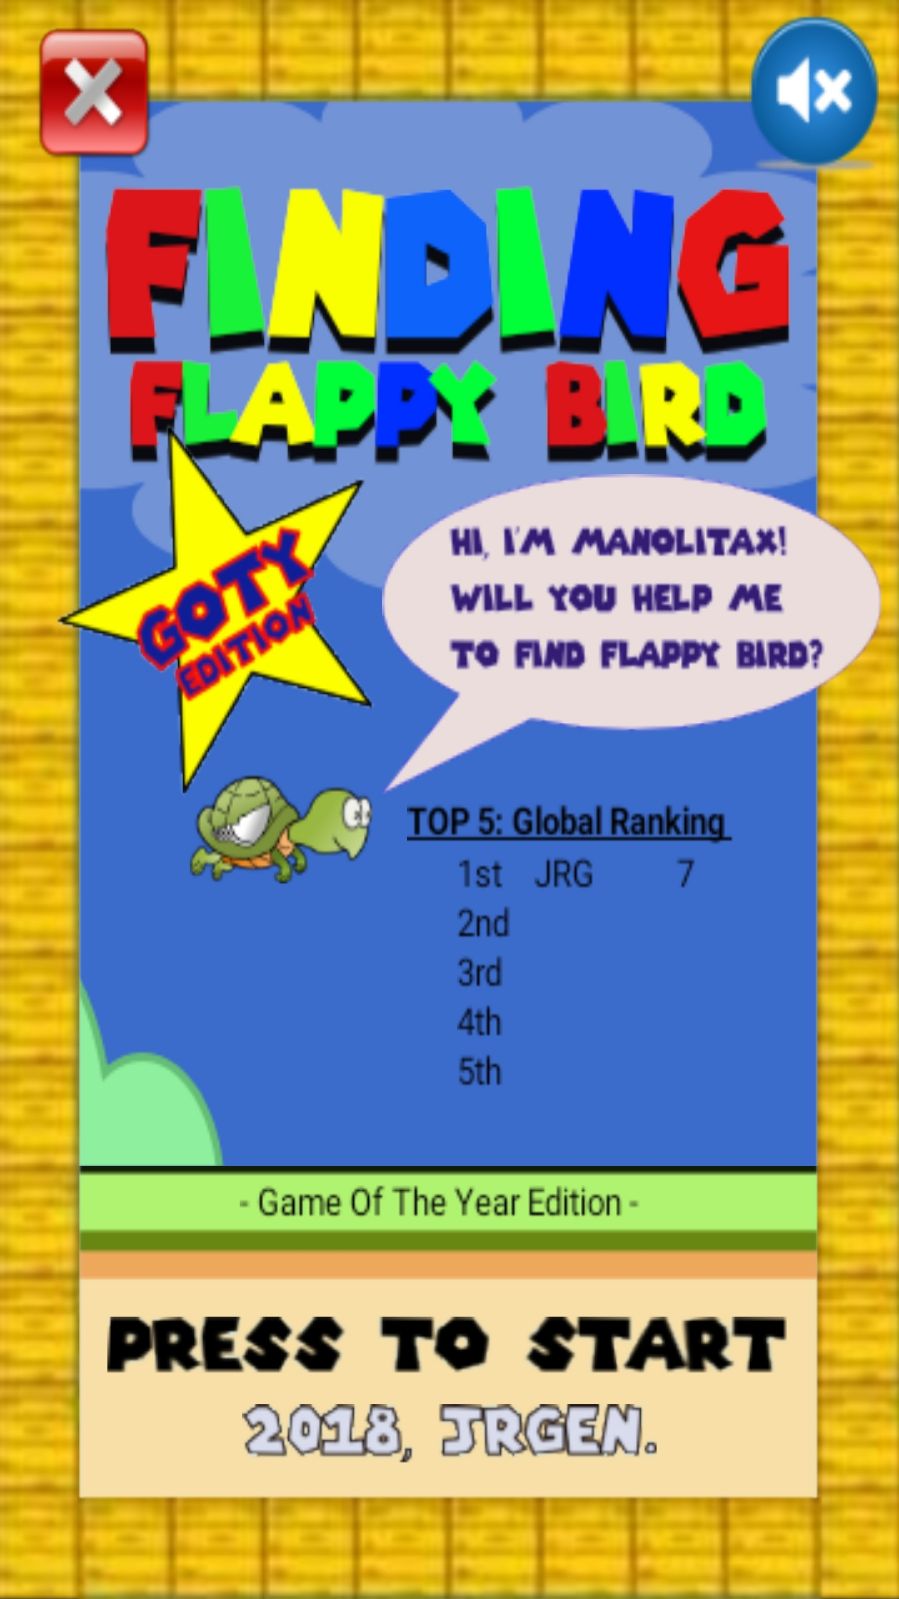 FINDING
FLAPPY BIRD
GOTY
EDITION
HI, I'M MANOLITAX!
WILL YOU HELP ME
TO FIND FLAPPY BIRD?
TOP 5: Global Ranking
1st JRG 7
2nd
3rd
4th
5th
- Game Of The Year Edition -
PRESS TO START
2018, JRGEN.